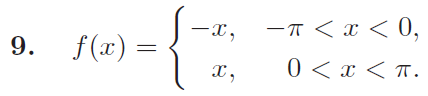 9. f(x) = { −x, −π < x < 0,
x, 0 < x < π.